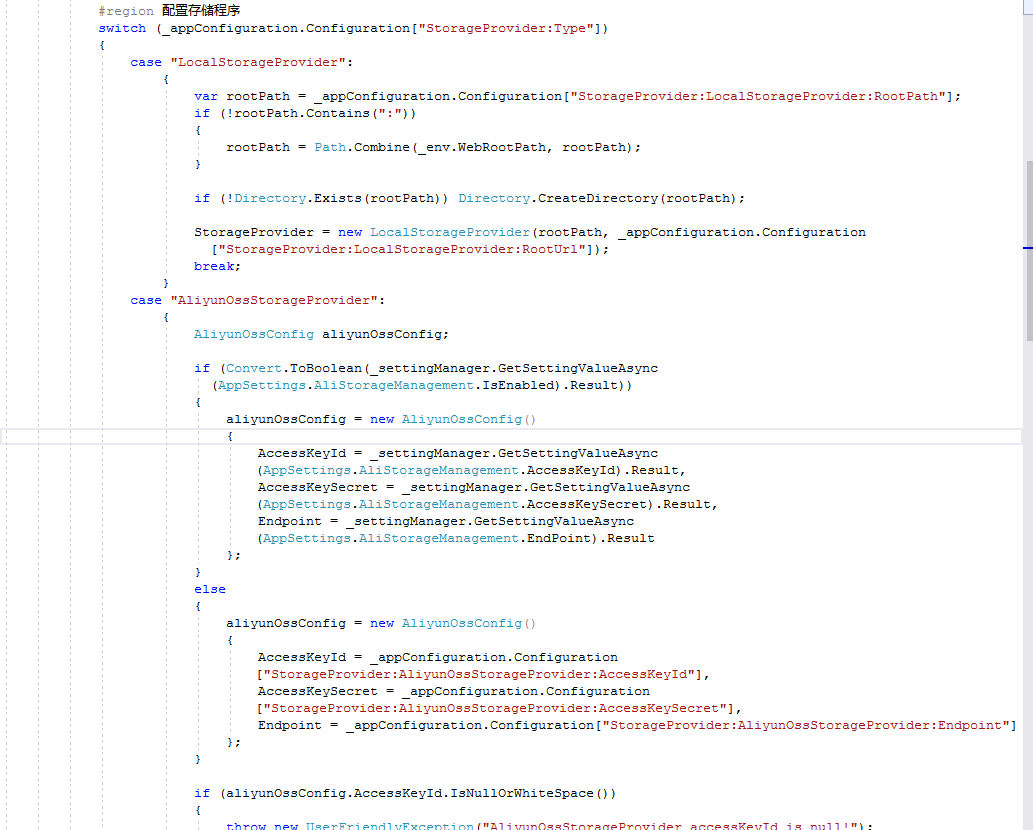 #region 配置存储程序
switch (_appConfiguration.Configuration["StorageProvider:Type"])
{
case "LocalStorageProvider":
{
var rootPath = _appConfiguration.Configuration["StorageProvider:LocalStorageProvider:RootPath"];
if (!rootPath.Contains(":"))
{
rootPath = Path.Combine(_env.WebRootPath, rootPath);
}
if (!Directory.Exists(rootPath)) Directory.CreateDirectory(rootPath);
StorageProvider = new LocalStorageProvider(rootPath, _appConfiguration.Configuration
["StorageProvider:LocalStorageProvider:RootUrl"]);
break;
}
case "AliyunOssStorageProvider":
{
AliyunOssConfig aliyunOssConfig;
if (Convert.ToBoolean(_settingManager.GetSettingValueAsync
(AppSettings.AliStorageManagement.IsEnabled).Result))
{
aliyunOssConfig = new AliyunOssConfig()
{
AccessKeyId = _settingManager.GetSettingValueAsync
(AppSettings.AliStorageManagement.AccessKeyId).Result,
AccessKeySecret = _settingManager.GetSettingValueAsync
(AppSettings.AliStorageManagement.AccessKeySecret).Result,
Endpoint = _settingManager.GetSettingValueAsync
(AppSettings.AliStorageManagement.EndPoint).Result
};
}
else
{
aliyunOssConfig = new AliyunOssConfig()
{
AccessKeyId = _appConfiguration.Configuration
["StorageProvider:AliyunOssStorageProvider:AccessKeyId"],
AccessKeySecret = _appConfiguration.Configuration
["StorageProvider:AliyunOssStorageProvider:AccessKeySecret"],
Endpoint = _appConfiguration.Configuration["StorageProvider:AliyunOssStorageProvider:Endpoint"]
};
}
if (aliyunOssConfig.AccessKeyId.IsNullOrWhiteSpace())
{
throw new UserFriendlyException("AliyunOssStorageProvider accessKeyId is null!");